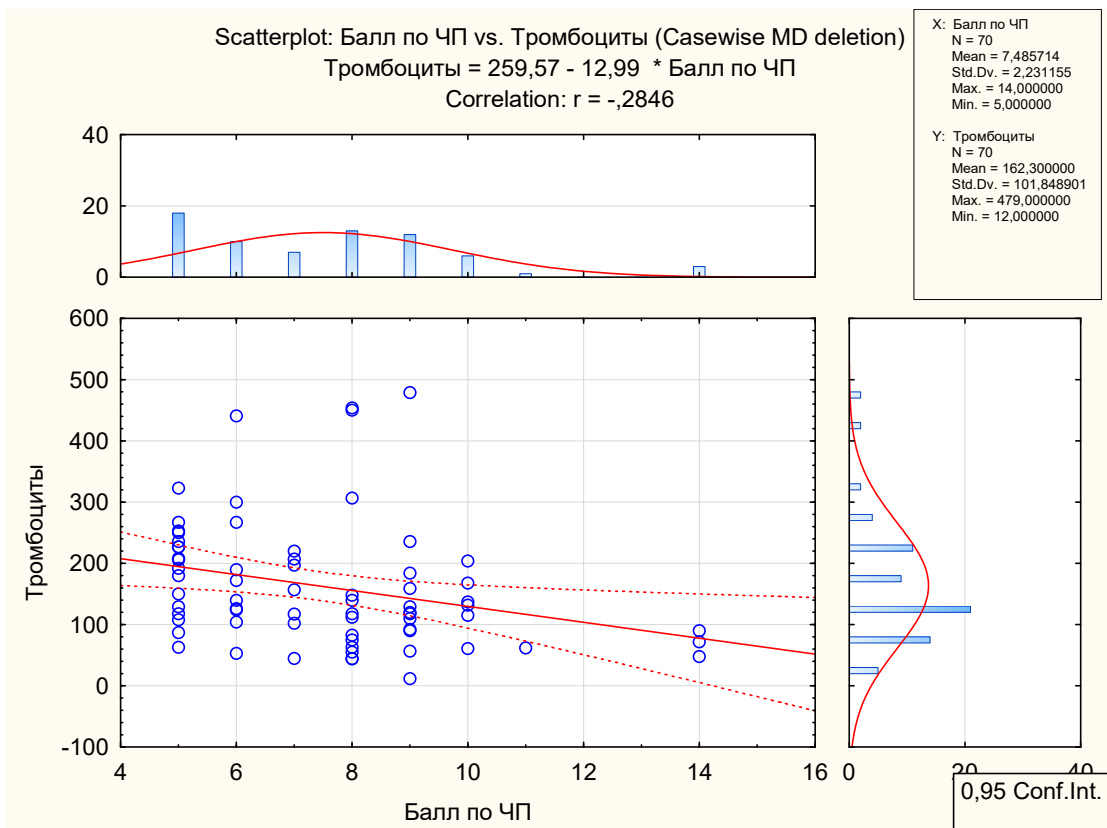 Scatterplot: Балл по ЧП vs. Тромбоциты (Casewise MD deletion)
Тромбоциты = 259,57 - 12,99 * Балл по ЧП
Correlation: r = -,2846
X: Балл по ЧП
N = 70
Mean = 7,485714
Std.Dv. = 2,231155
Max. = 14,000000
Min. = 5,000000
Y: Тромбоциты
N = 70
Mean = 162,300000
Std.Dv. = 101,848901
Max. = 479,000000
Min. = 12,000000
40
20
0
600
500
400
300
200
100
0
-100
Тромбоциты
4 6 8 10 12 14 16
0 20 40
Балл по ЧП
0,95 Conf.Int.